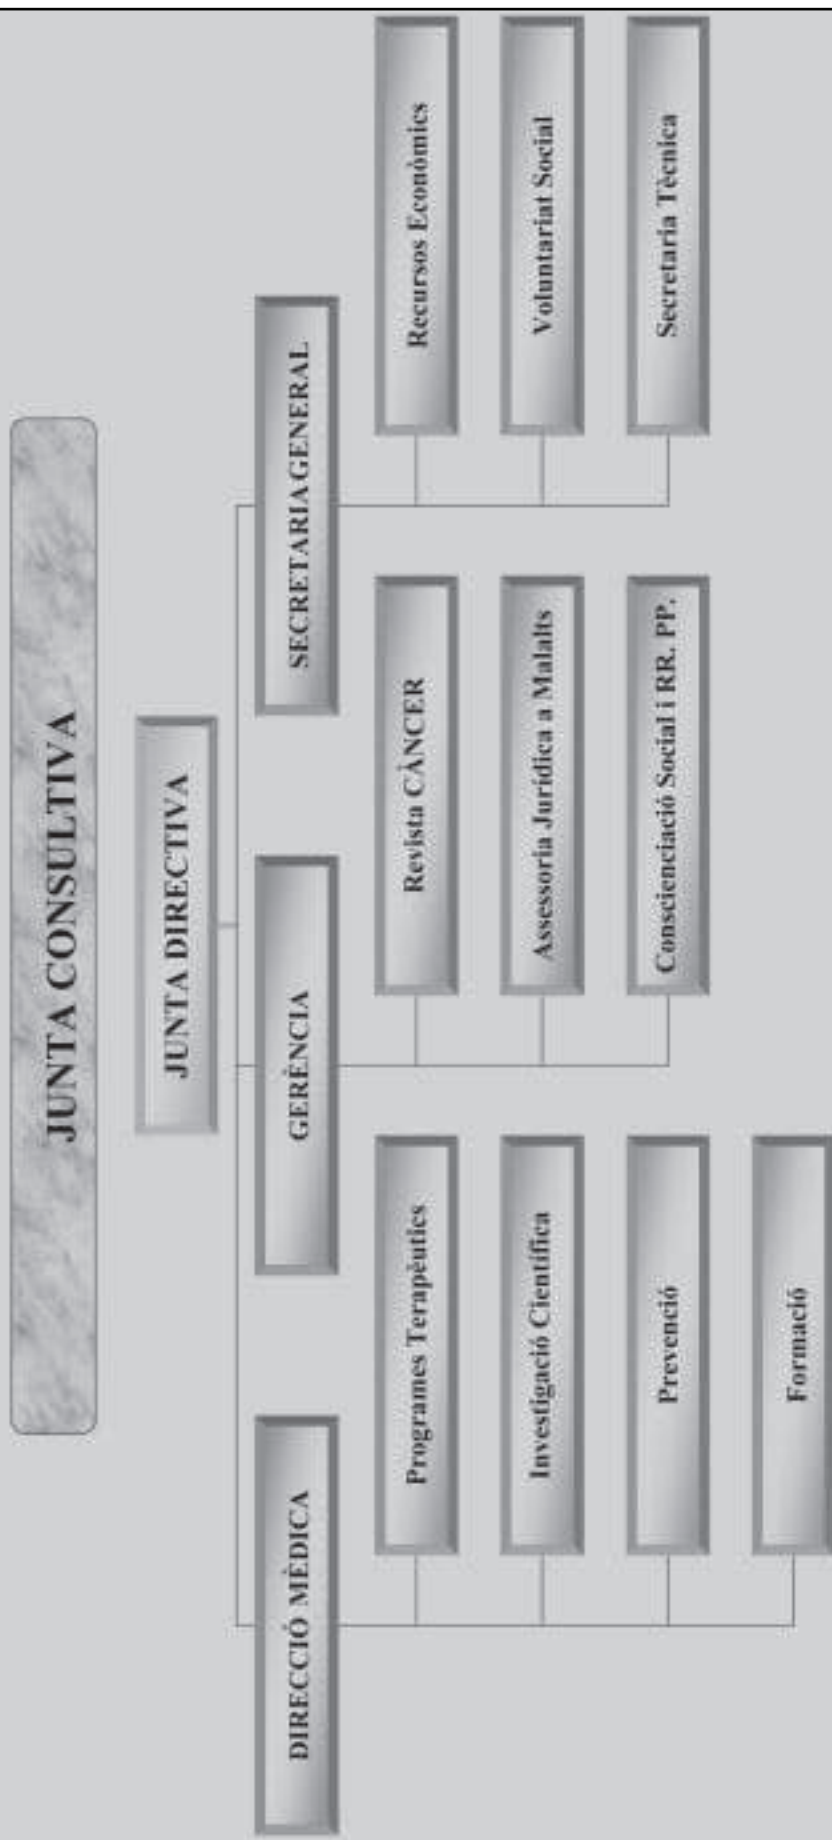 JUNTA CONSULTIVA
JUNTA DIRECTIVA
DIRECCIÓ MÈDICA
Programes Terapèutics
Investigació Científica
Prevenció
Formació
GERÈNCIA
Revista CÀNCER
Assessoria Jurídica a Malalts
Conscienciació Social i RR. PP.
SECRETARIA GENERAL
Recursos Econòmics
Voluntariat Social
Secretaria Tècnica